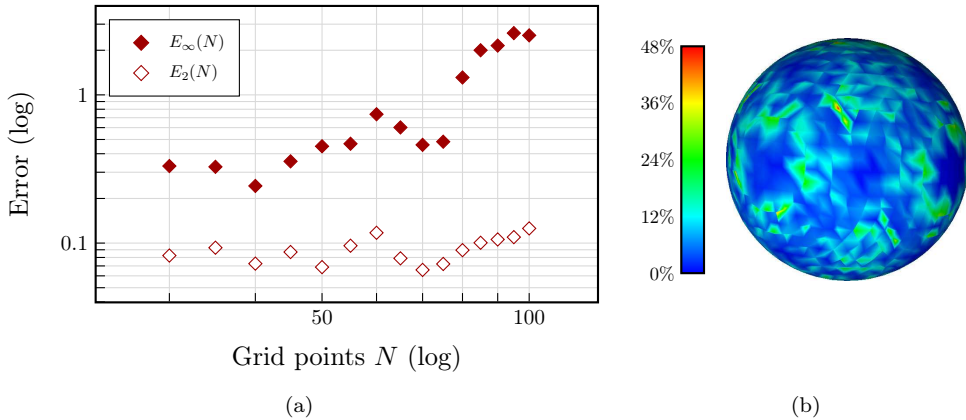 E∞(N)
E₂(N)
1
0.1
Error (log)
50
100
Grid points N (log)
(a)
48%
36%
24%
12%
0%
(b)